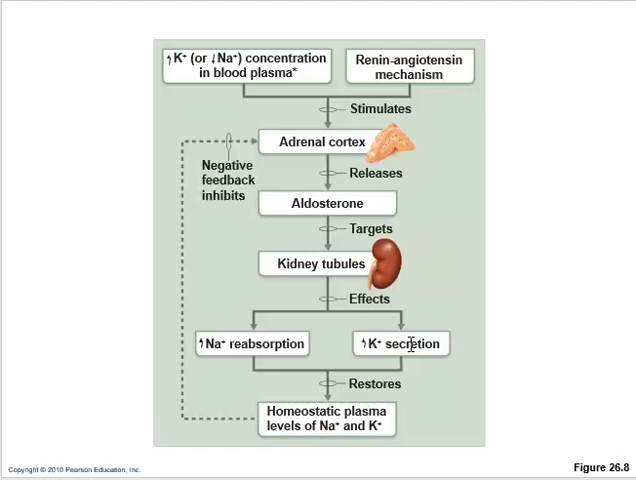 ↑K⁺ (or ↓Na⁺) concentration
in blood plasma*
Renin-angiotensin
mechanism
Stimulates
Adrenal cortex
Negative
feedback
inhibits
Releases
Aldosterone
Targets
Kidney tubules
Effects
↑Na⁺ reabsorption
↑K⁺ secretion
Restores
Homeostatic plasma
levels of Na⁺ and K⁺
Copyright © 2010 Pearson Education, Inc.
Figure 26.8